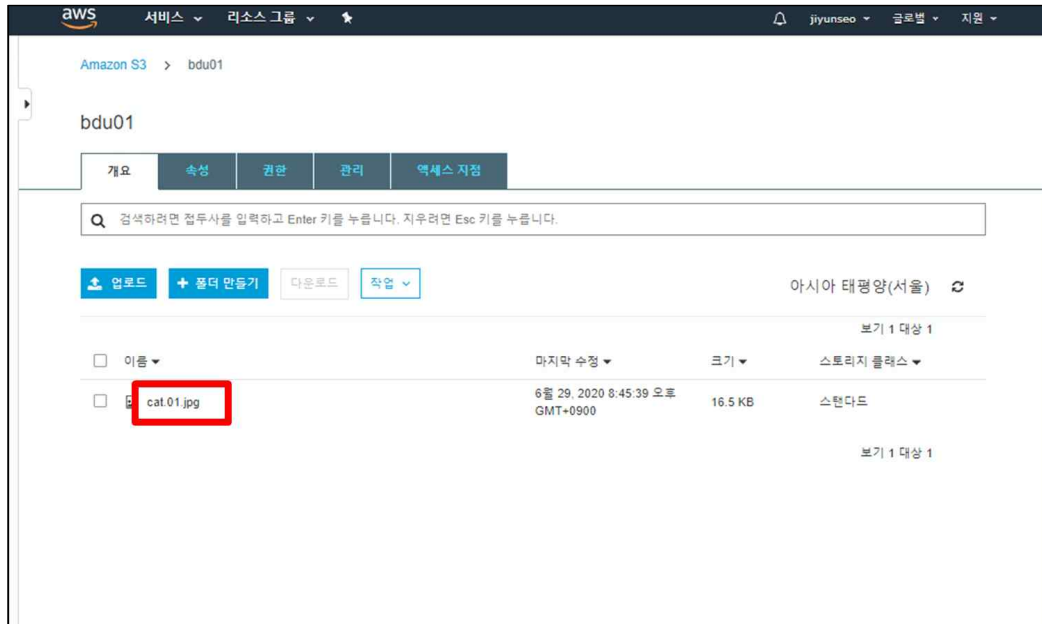 aws 서비스 리소스 그룹 jiyunseo 글로벌 지원
Amazon S3 > bdu01
bdu01
개요 속성 권한 관리 액세스 지점
검색하려면 접두사를 입력하고 Enter 키를 누릅니다. 지우려면 Esc 키를 누릅니다.
업로드 + 폴더 만들기 다운로드 작업 아시아 태평양(서울)
보기 1 대상 1
이름 마지막 수정 크기 스토리지 클래스
cat.01.jpg 6월 29, 2020 8:45:39 오후 16.5 KB 스탠다드
GMT+0900
보기 1 대상 1